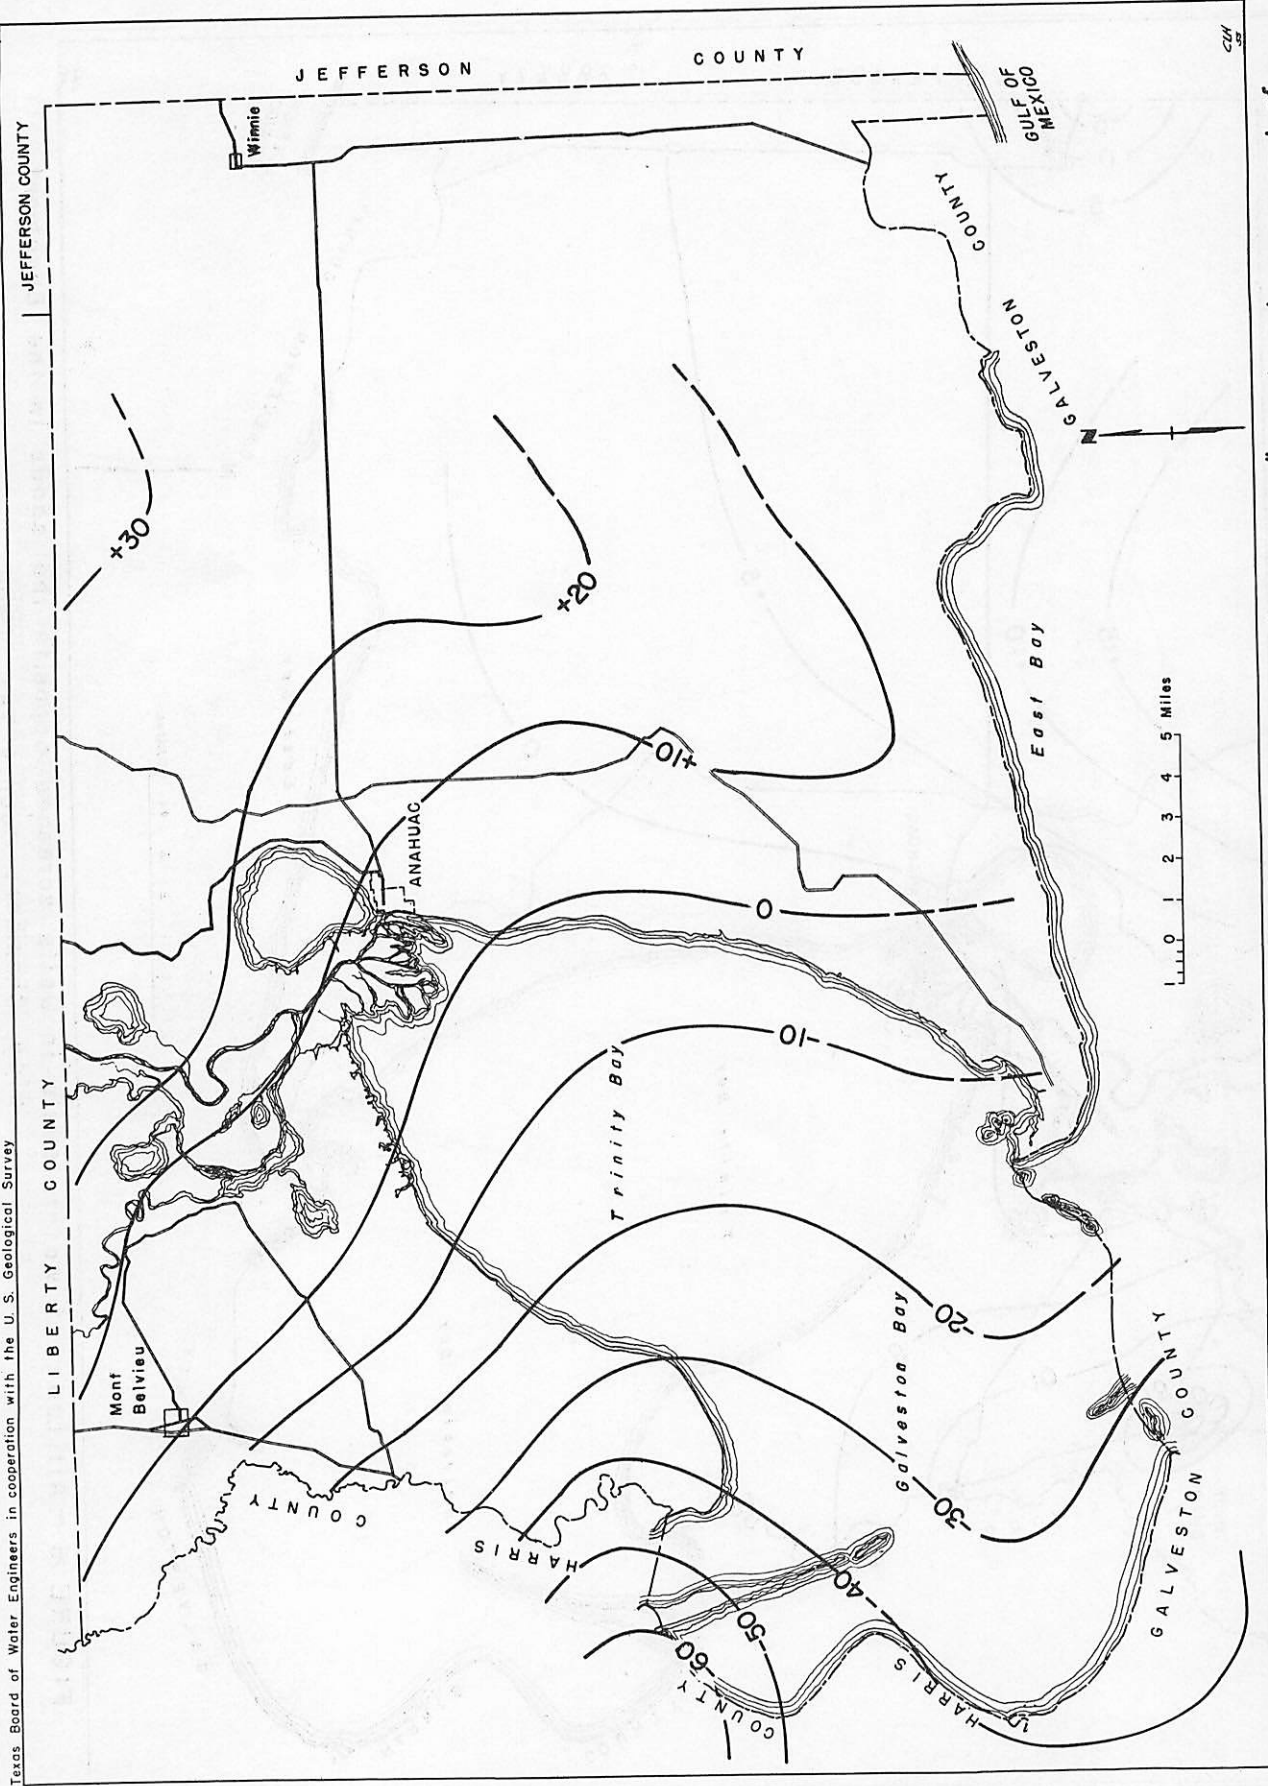 Texas Board of Water Engineers in cooperation with the U. S. Geological Survey
JEFFERSON COUNTY
LIBERTY COUNTY
JEFFERSON COUNTY
Winnie
GULF OF
MEXICO
COUNTY
GALVESTON
N
+30
+20
+10
ANAHUAC
0
-10
-20
-30
-40
-50
-60
Mont
Belvieu
Trinity Bay
East Bay
Galveston Bay
HARRIS
COUNTY
HARRIS
COUNTY
GALVESTON
COUNTY
1 0 1 2 3 4 5 Miles